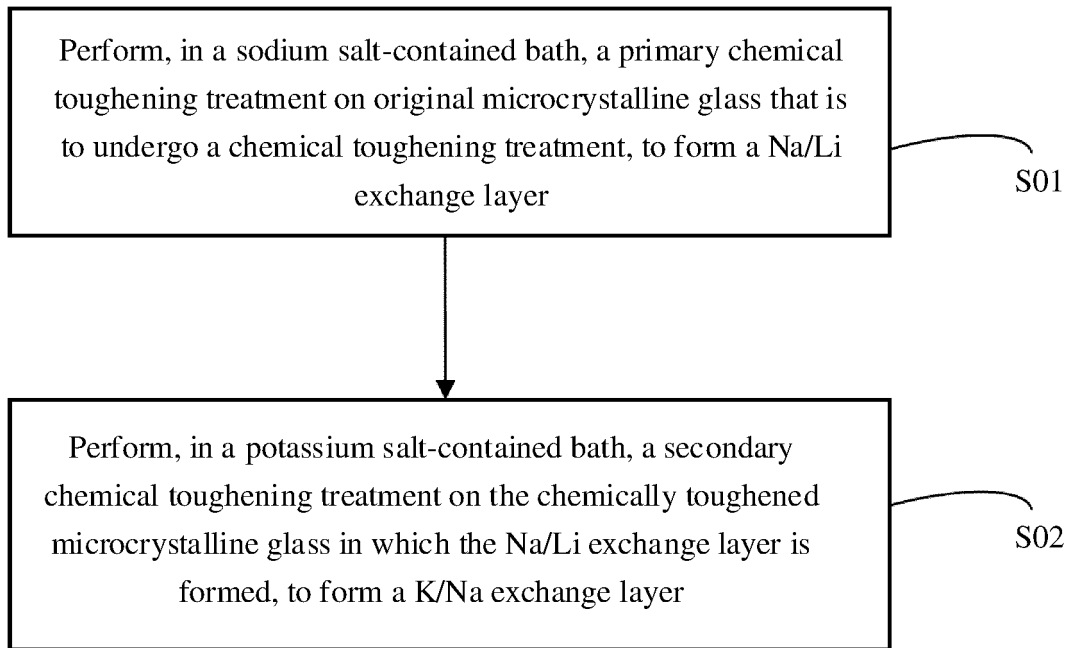 Perform, in a sodium salt-contained bath, a primary chemical
toughening treatment on original microcrystalline glass that is
to undergo a chemical toughening treatment, to form a Na/Li
exchange layer
S01
Perform, in a potassium salt-contained bath, a secondary
chemical toughening treatment on the chemically toughened
microcrystalline glass in which the Na/Li exchange layer is
formed, to form a K/Na exchange layer
S02